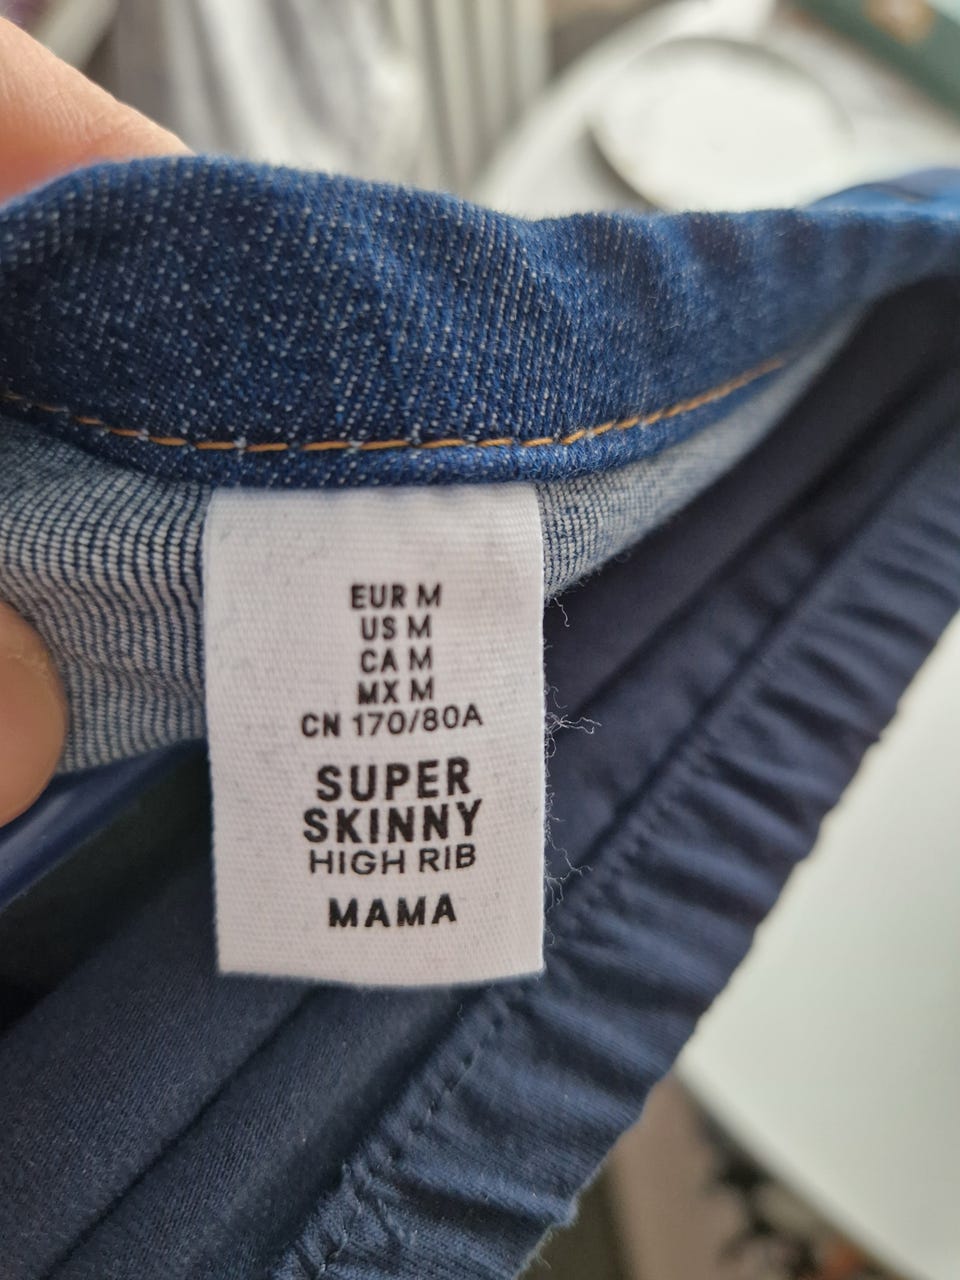 EUR M
US M
CA M
MX M
CN 170/80A
SUPER
SKINNY
HIGH RIB
MAMA